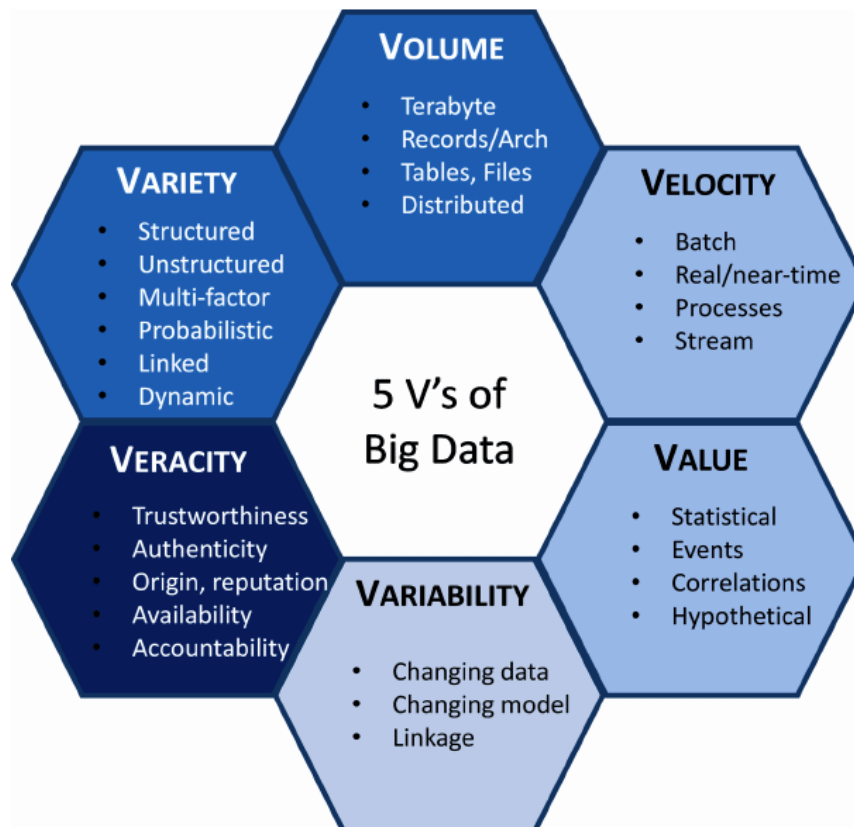 VOLUME
• Terabyte
• Records/Arch
• Tables, Files
• Distributed
VARIETY
• Structured
• Unstructured
• Multi-factor
• Probabilistic
• Linked
• Dynamic
VELOCITY
• Batch
• Real/near-time
• Processes
• Stream
5 V’s of
Big Data
VERACITY
• Trustworthiness
• Authenticity
• Origin, reputation
• Availability
• Accountability
VALUE
• Statistical
• Events
• Correlations
• Hypothetical
VARIABILITY
• Changing data
• Changing model
• Linkage